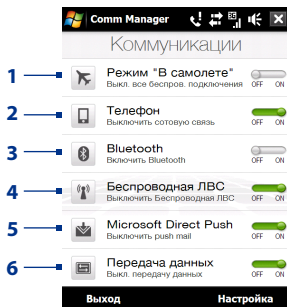 Comm Manager
Коммуникации
1 Режим "В самолете" 
Выкл. все беспров. подключения OFF ON
2 Телефон
Выключить сотовую связь OFF ON
3 Bluetooth
Включить Bluetooth OFF ON
4 Беспроводная ЛВС
Выключить Беспроводная ЛВС OFF ON
5 Microsoft Direct Push
Выключить push mail OFF ON
6 Передача данных
Выкл. передачу данных OFF ON
Выход Настройка